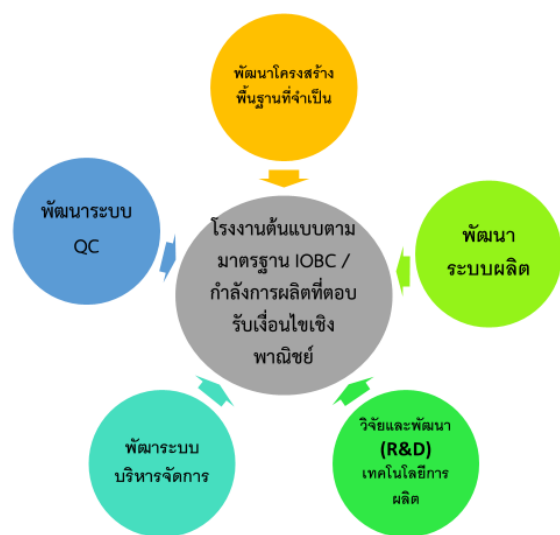 พัฒนาโครงสร้าง
พื้นฐานที่จำเป็น
พัฒนาระบบ
QC
โรงงานต้นแบบตาม
มาตรฐาน IOBC /
กำลังการผลิตที่ตอบ
รับเงื่อนไขเชิง
พาณิชย์
พัฒนา
ระบบผลิต
พัฒาระบบ
บริหารจัดการ
วิจัยและพัฒนา
(R&D)
เทคโนโลยีการ
ผลิต